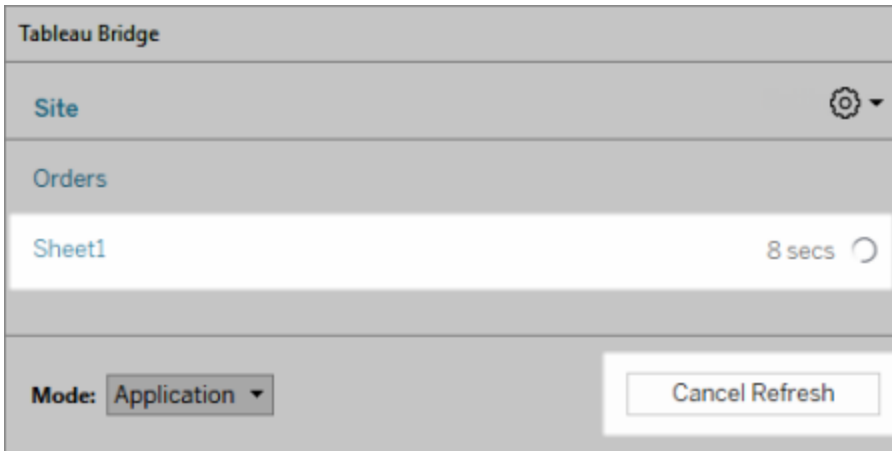 Tableau Bridge
Site
Orders
Sheet1 8 secs
Mode: Application Cancel Refresh